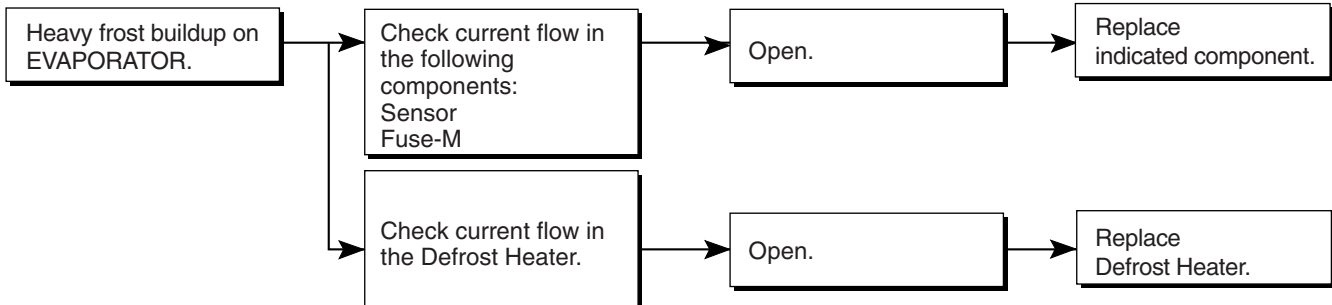 Heavy frost buildup on
EVAPORATOR.
Check current flow in
the following
components:
Sensor
Fuse-M
Open.
Replace
indicated component.
Check current flow in
the Defrost Heater.
Open.
Replace
Defrost Heater.